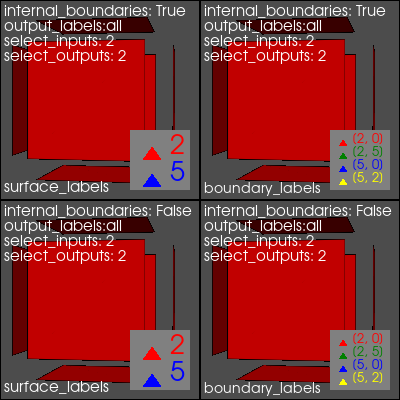 internal_boundaries: True
output_labels:all
select_inputs: 2
select_outputs: 2
2
5
surface_labels
internal_boundaries: True
output_labels:all
select_inputs: 2
select_outputs: 2
(2, 0)
(2, 5)
(5, 0)
(5, 2)
boundary_labels
internal_boundaries: False
output_labels:all
select_inputs: 2
select_outputs: 2
2
5
surface_labels
internal_boundaries: False
output_labels:all
select_inputs: 2
select_outputs: 2
(2, 0)
(2, 5)
(5, 0)
(5, 2)
boundary_labels